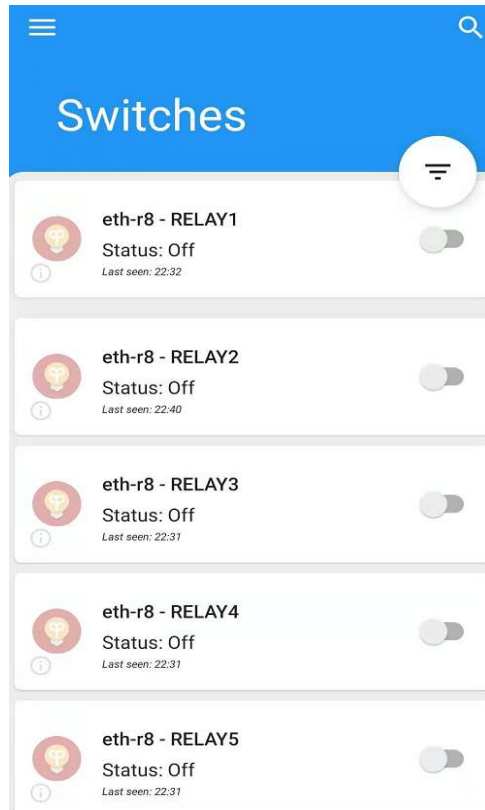 Switches
eth-r8 - RELAY1
Status: Off
Last seen: 22:32
eth-r8 - RELAY2
Status: Off
Last seen: 22:40
eth-r8 - RELAY3
Status: Off
Last seen: 22:31
eth-r8 - RELAY4
Status: Off
Last seen: 22:31
eth-r8 - RELAY5
Status: Off
Last seen: 22:31